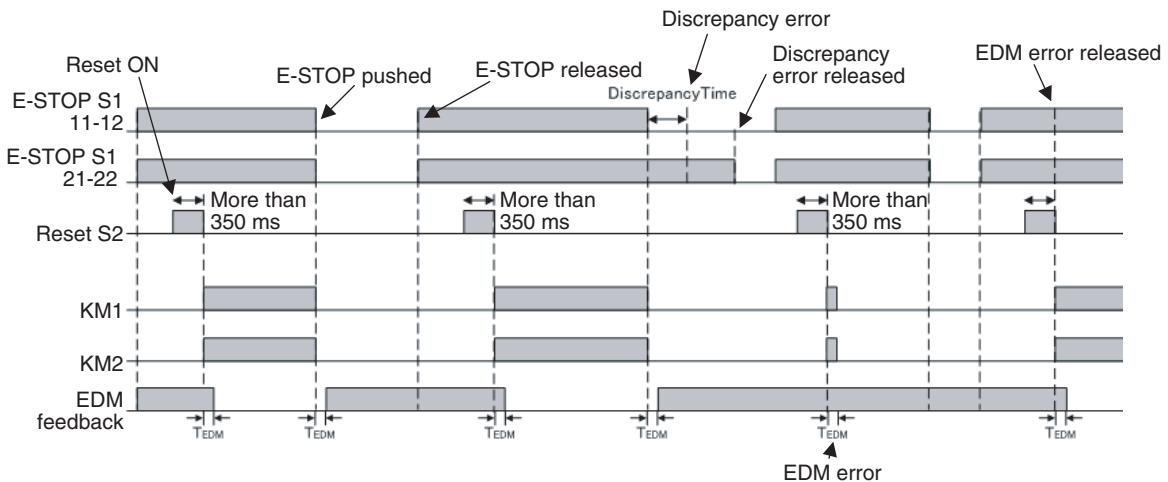 Discrepancy error
Reset ON
E-STOP pushed
E-STOP released
Discrepancy
error released
EDM error released
DiscrepancyTime
E-STOP S1
11-12
E-STOP S1
21-22
More than
350 ms
More than
350 ms
More than
350 ms
Reset S2
KM1
KM2
EDM
feedback
TEDM
TEDM
TEDM
TEDM
TEDM
TEDM
EDM error